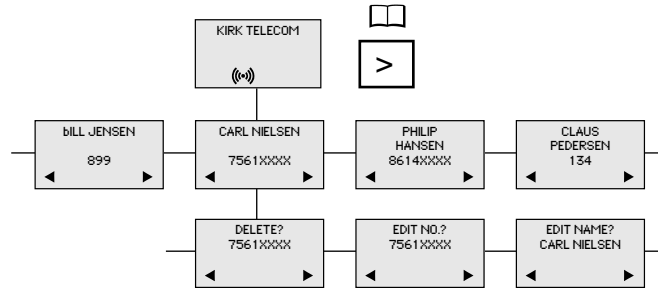 KIRK TELECOM
>
bILL JENSEN
899
CARL NIELSEN
7561XXXX
PHILIP
HANSEN
8614XXXX
CLAUS
PEDERSEN
134
DELETE?
7561XXXX
EDIT NO.?
7561XXXX
EDIT NAME?
CARL NIELSEN